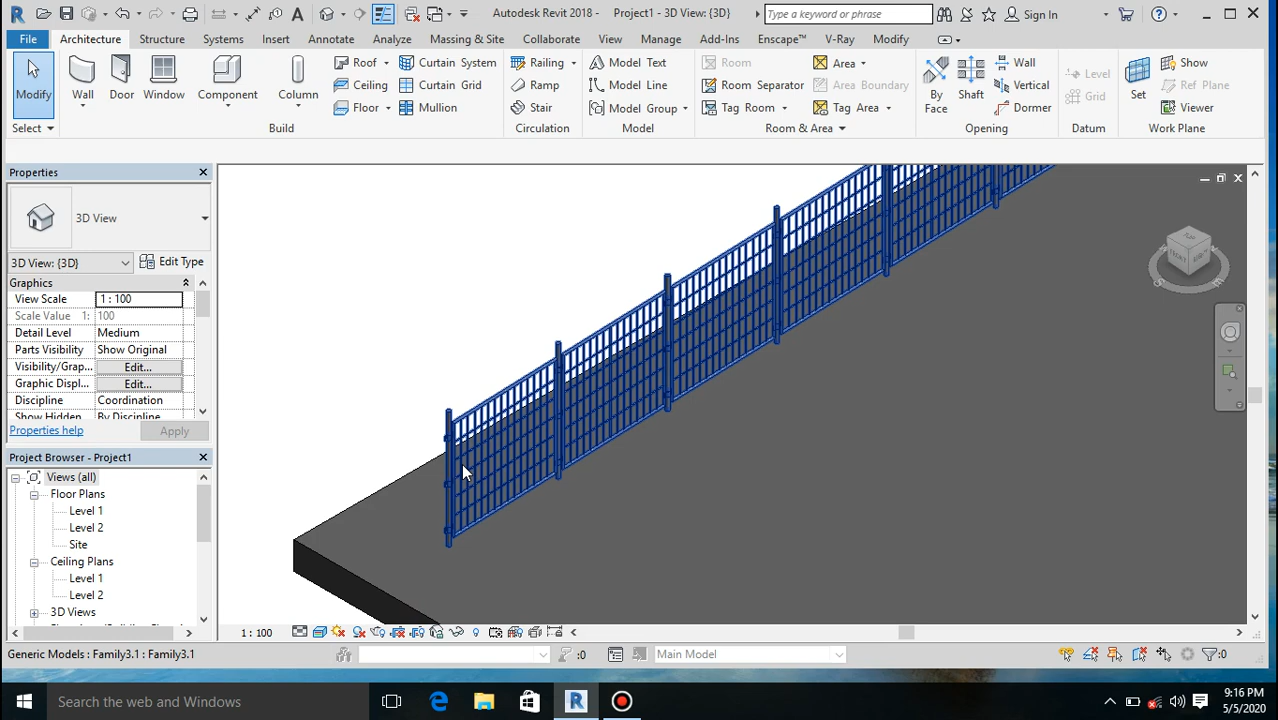 Autodesk Revit 2018 - Project1 - 3D View: {3D}
Type a keyword or phrase
Sign In
File Architecture Structure Systems Insert Annotate Analyze Massing & Site Collaborate View Manage Add-Ins Enscape™ V-Ray Modify
Modify
Select
Wall
Door
Window
Component
Column
Roof
Ceiling
Floor
Curtain System
Curtain Grid
Mullion
Build
Railing
Ramp
Stair
Circulation
Model Text
Model Line
Model Group
Model
Room
Room Separator
Tag Room
Area
Area Boundary
Tag Area
Room & Area
By
Face
Shaft
Wall
Vertical
Dormer
Opening
Level
Grid
Datum
Set
Show
Ref Plane
Viewer
Work Plane
Properties
3D View
3D View: {3D}
Edit Type
Graphics
View Scale 1 : 100
Scale Value 1: 100
Detail Level Medium
Parts Visibility Show Original
Visibility/Grap... Edit...
Graphic Displ... Edit...
Discipline Coordination
Show Hidden By Discipline
Properties help
Apply
Project Browser - Project1
Views (all)
Floor Plans
Level 1
Level 2
Site
Ceiling Plans
Level 1
Level 2
3D Views
TOP
FRONT
RIGHT
1 : 100
Generic Models : Family3.1 : Family3.1
:0
Main Model
:0
Search the web and Windows
9:16 PM
5/5/2020